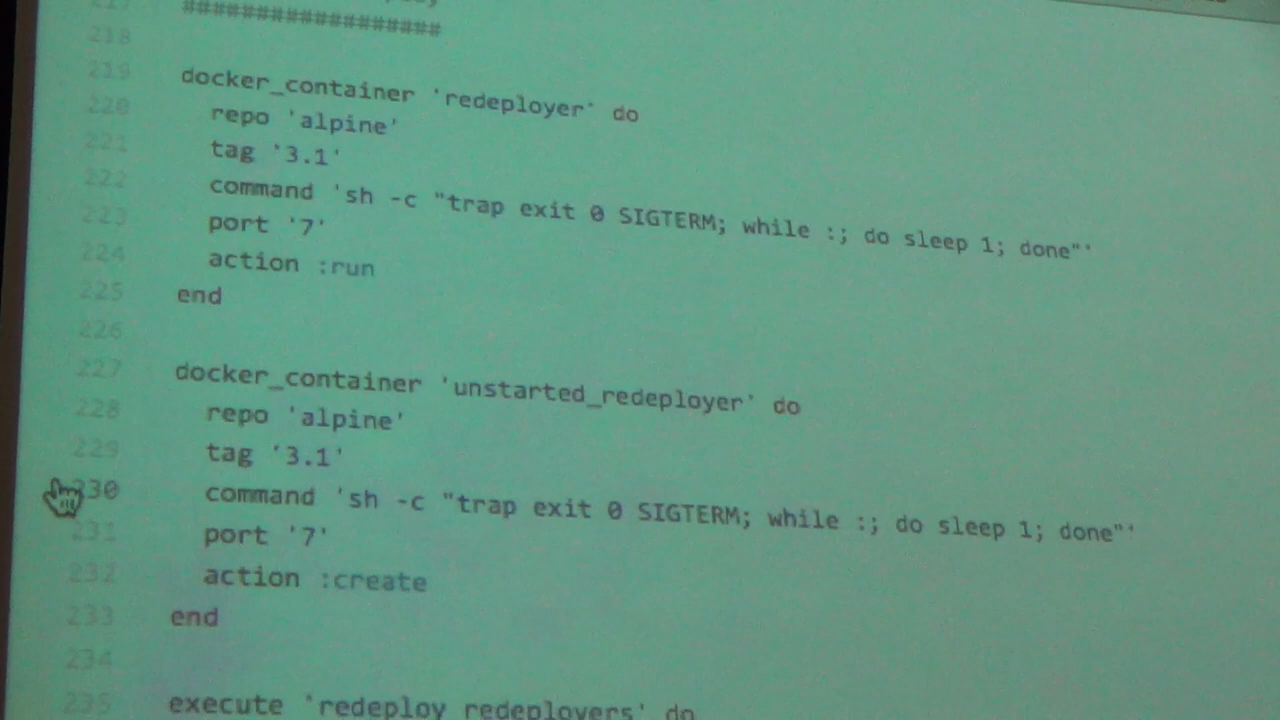 #################
218
219 docker_container 'redeployer' do
220 repo 'alpine'
221 tag '3.1'
222 command 'sh -c "trap exit 0 SIGTERM; while :; do sleep 1; done"'
223 port '7'
224 action :run
225 end
226
227 docker_container 'unstarted_redeployer' do
228 repo 'alpine'
229 tag '3.1'
230 command 'sh -c "trap exit 0 SIGTERM; while :; do sleep 1; done"'
231 port '7'
232 action :create
233 end
234
235 execute 'redeploy redeployers' do